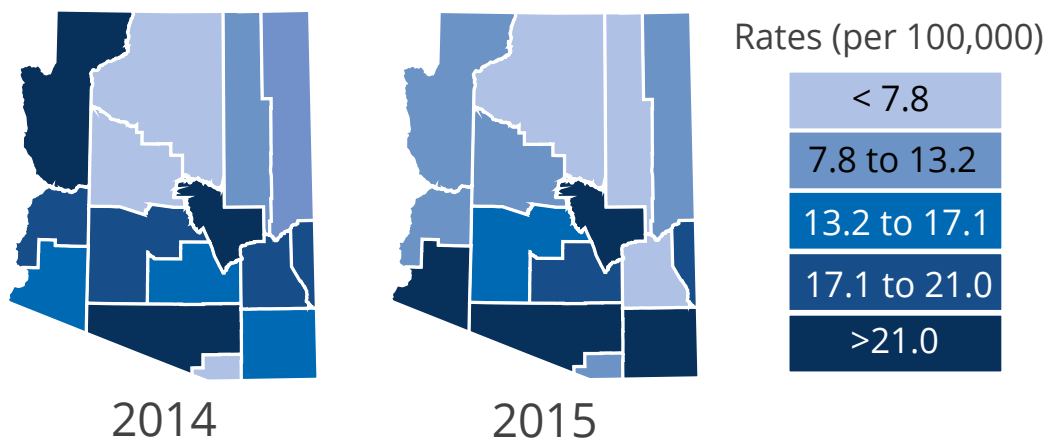 Rates (per 100,000)
< 7.8
7.8 to 13.2
13.2 to 17.1
17.1 to 21.0
>21.0
2014
2015